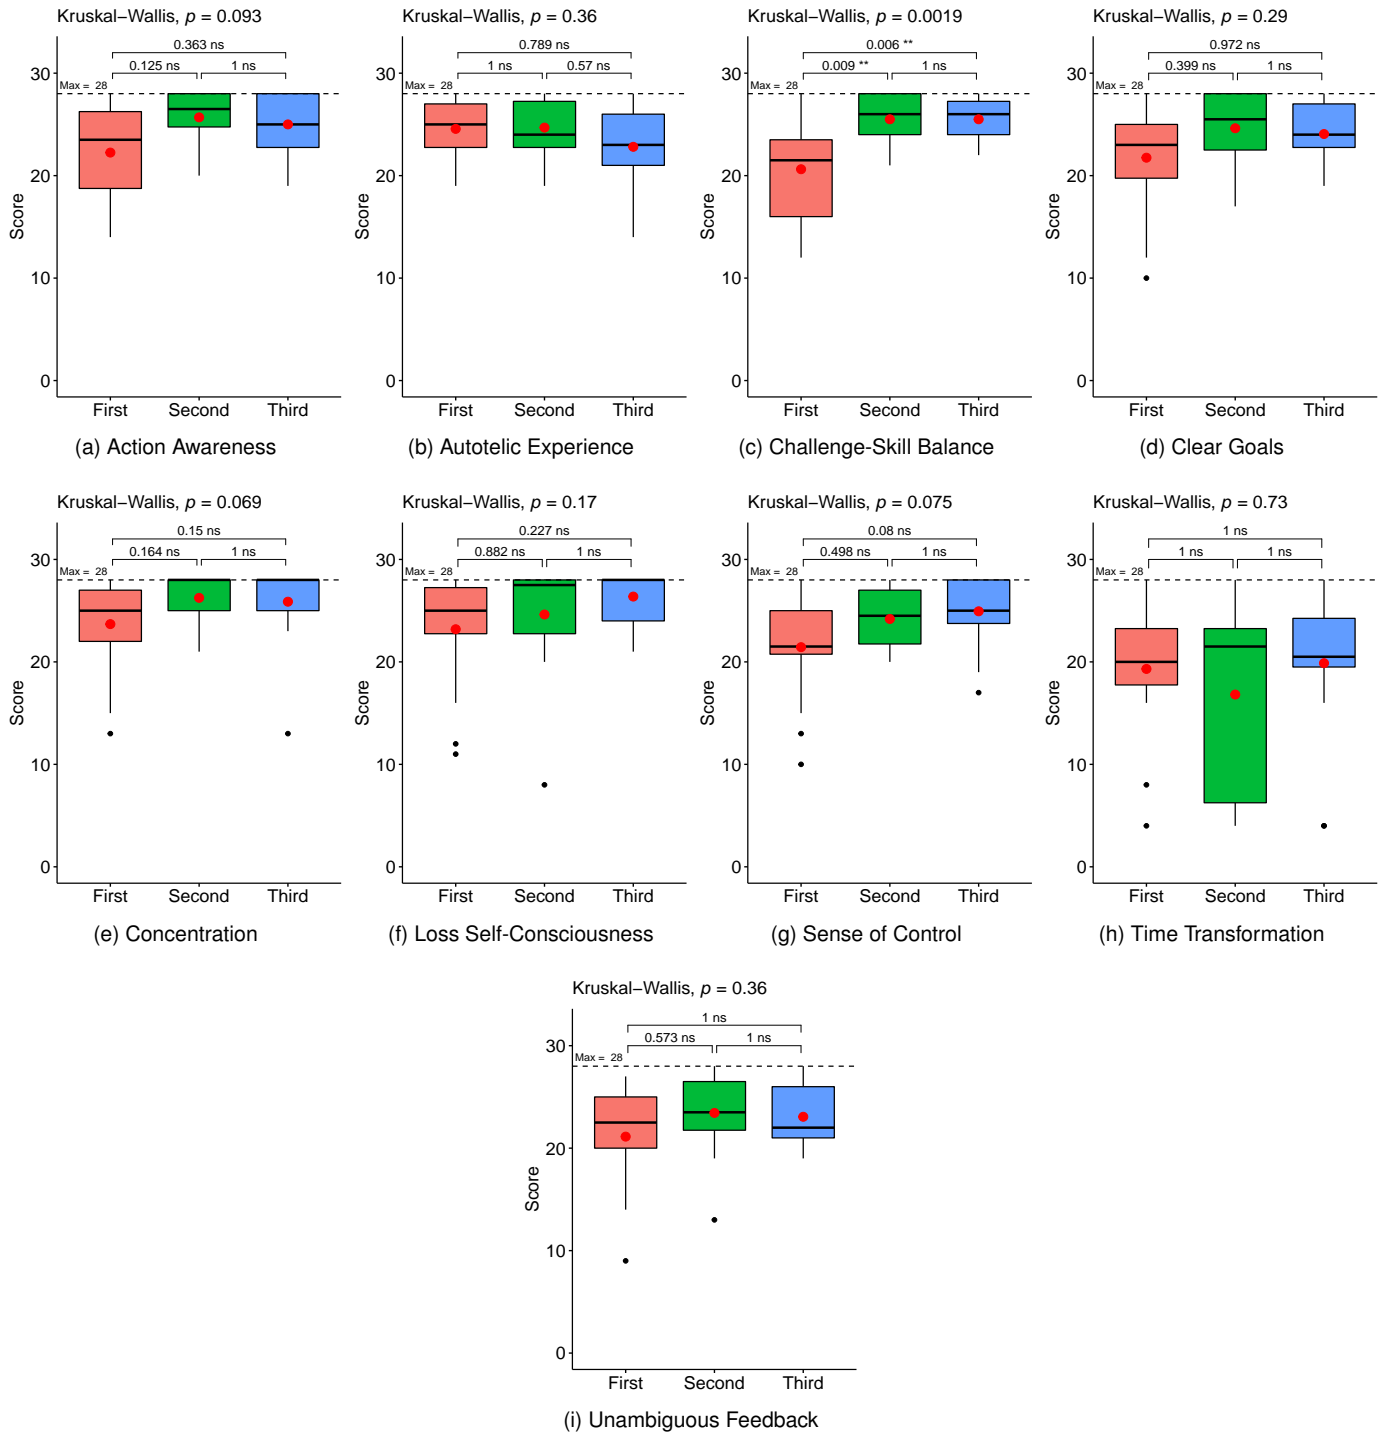 Kruskal−Wallis, p = 0.093
0.363 ns
0.125 ns 1 ns
30
Max = 28
20
10
0
Score
First Second Third
(a) Action Awareness
Kruskal−Wallis, p = 0.36
0.789 ns
1 ns 0.57 ns
30
Max = 28
20
10
0
Score
First Second Third
(b) Autotelic Experience
Kruskal−Wallis, p = 0.0019
0.006 **
0.009 ** 1 ns
30
Max = 28
20
10
0
Score
First Second Third
(c) Challenge-Skill Balance
Kruskal−Wallis, p = 0.29
0.972 ns
0.399 ns 1 ns
30
Max = 28
20
10
0
Score
First Second Third
(d) Clear Goals
Kruskal−Wallis, p = 0.069
0.15 ns
0.164 ns 1 ns
30
Max = 28
20
10
0
Score
First Second Third
(e) Concentration
Kruskal−Wallis, p = 0.17
0.227 ns
0.882 ns 1 ns
30
Max = 28
20
10
0
Score
First Second Third
(f) Loss Self-Consciousness
Kruskal−Wallis, p = 0.075
0.08 ns
0.498 ns 1 ns
30
Max = 28
20
10
0
Score
First Second Third
(g) Sense of Control
Kruskal−Wallis, p = 0.73
1 ns
1 ns 1 ns
30
Max = 28
20
10
0
Score
First Second Third
(h) Time Transformation
Kruskal−Wallis, p = 0.36
1 ns
0.573 ns 1 ns
30
Max = 28
20
10
0
Score
First Second Third
(i) Unambiguous Feedback